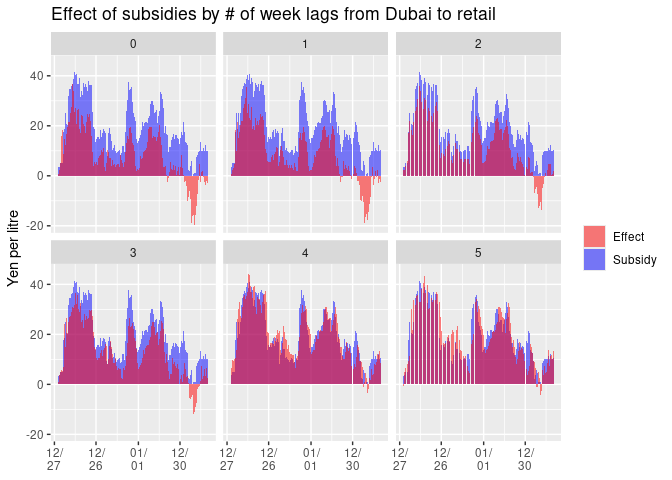 Effect of subsidies by # of week lags from Dubai to retail
0 1 2
40
20
0
-20
3 4 5
40
20
0
-20
Yen per litre
12/ 12/ 01/ 12/ 12/ 12/ 01/ 12/ 12/ 12/ 01/ 12/
27 26 01 30 27 26 01 30 27 26 01 30
Effect
Subsidy